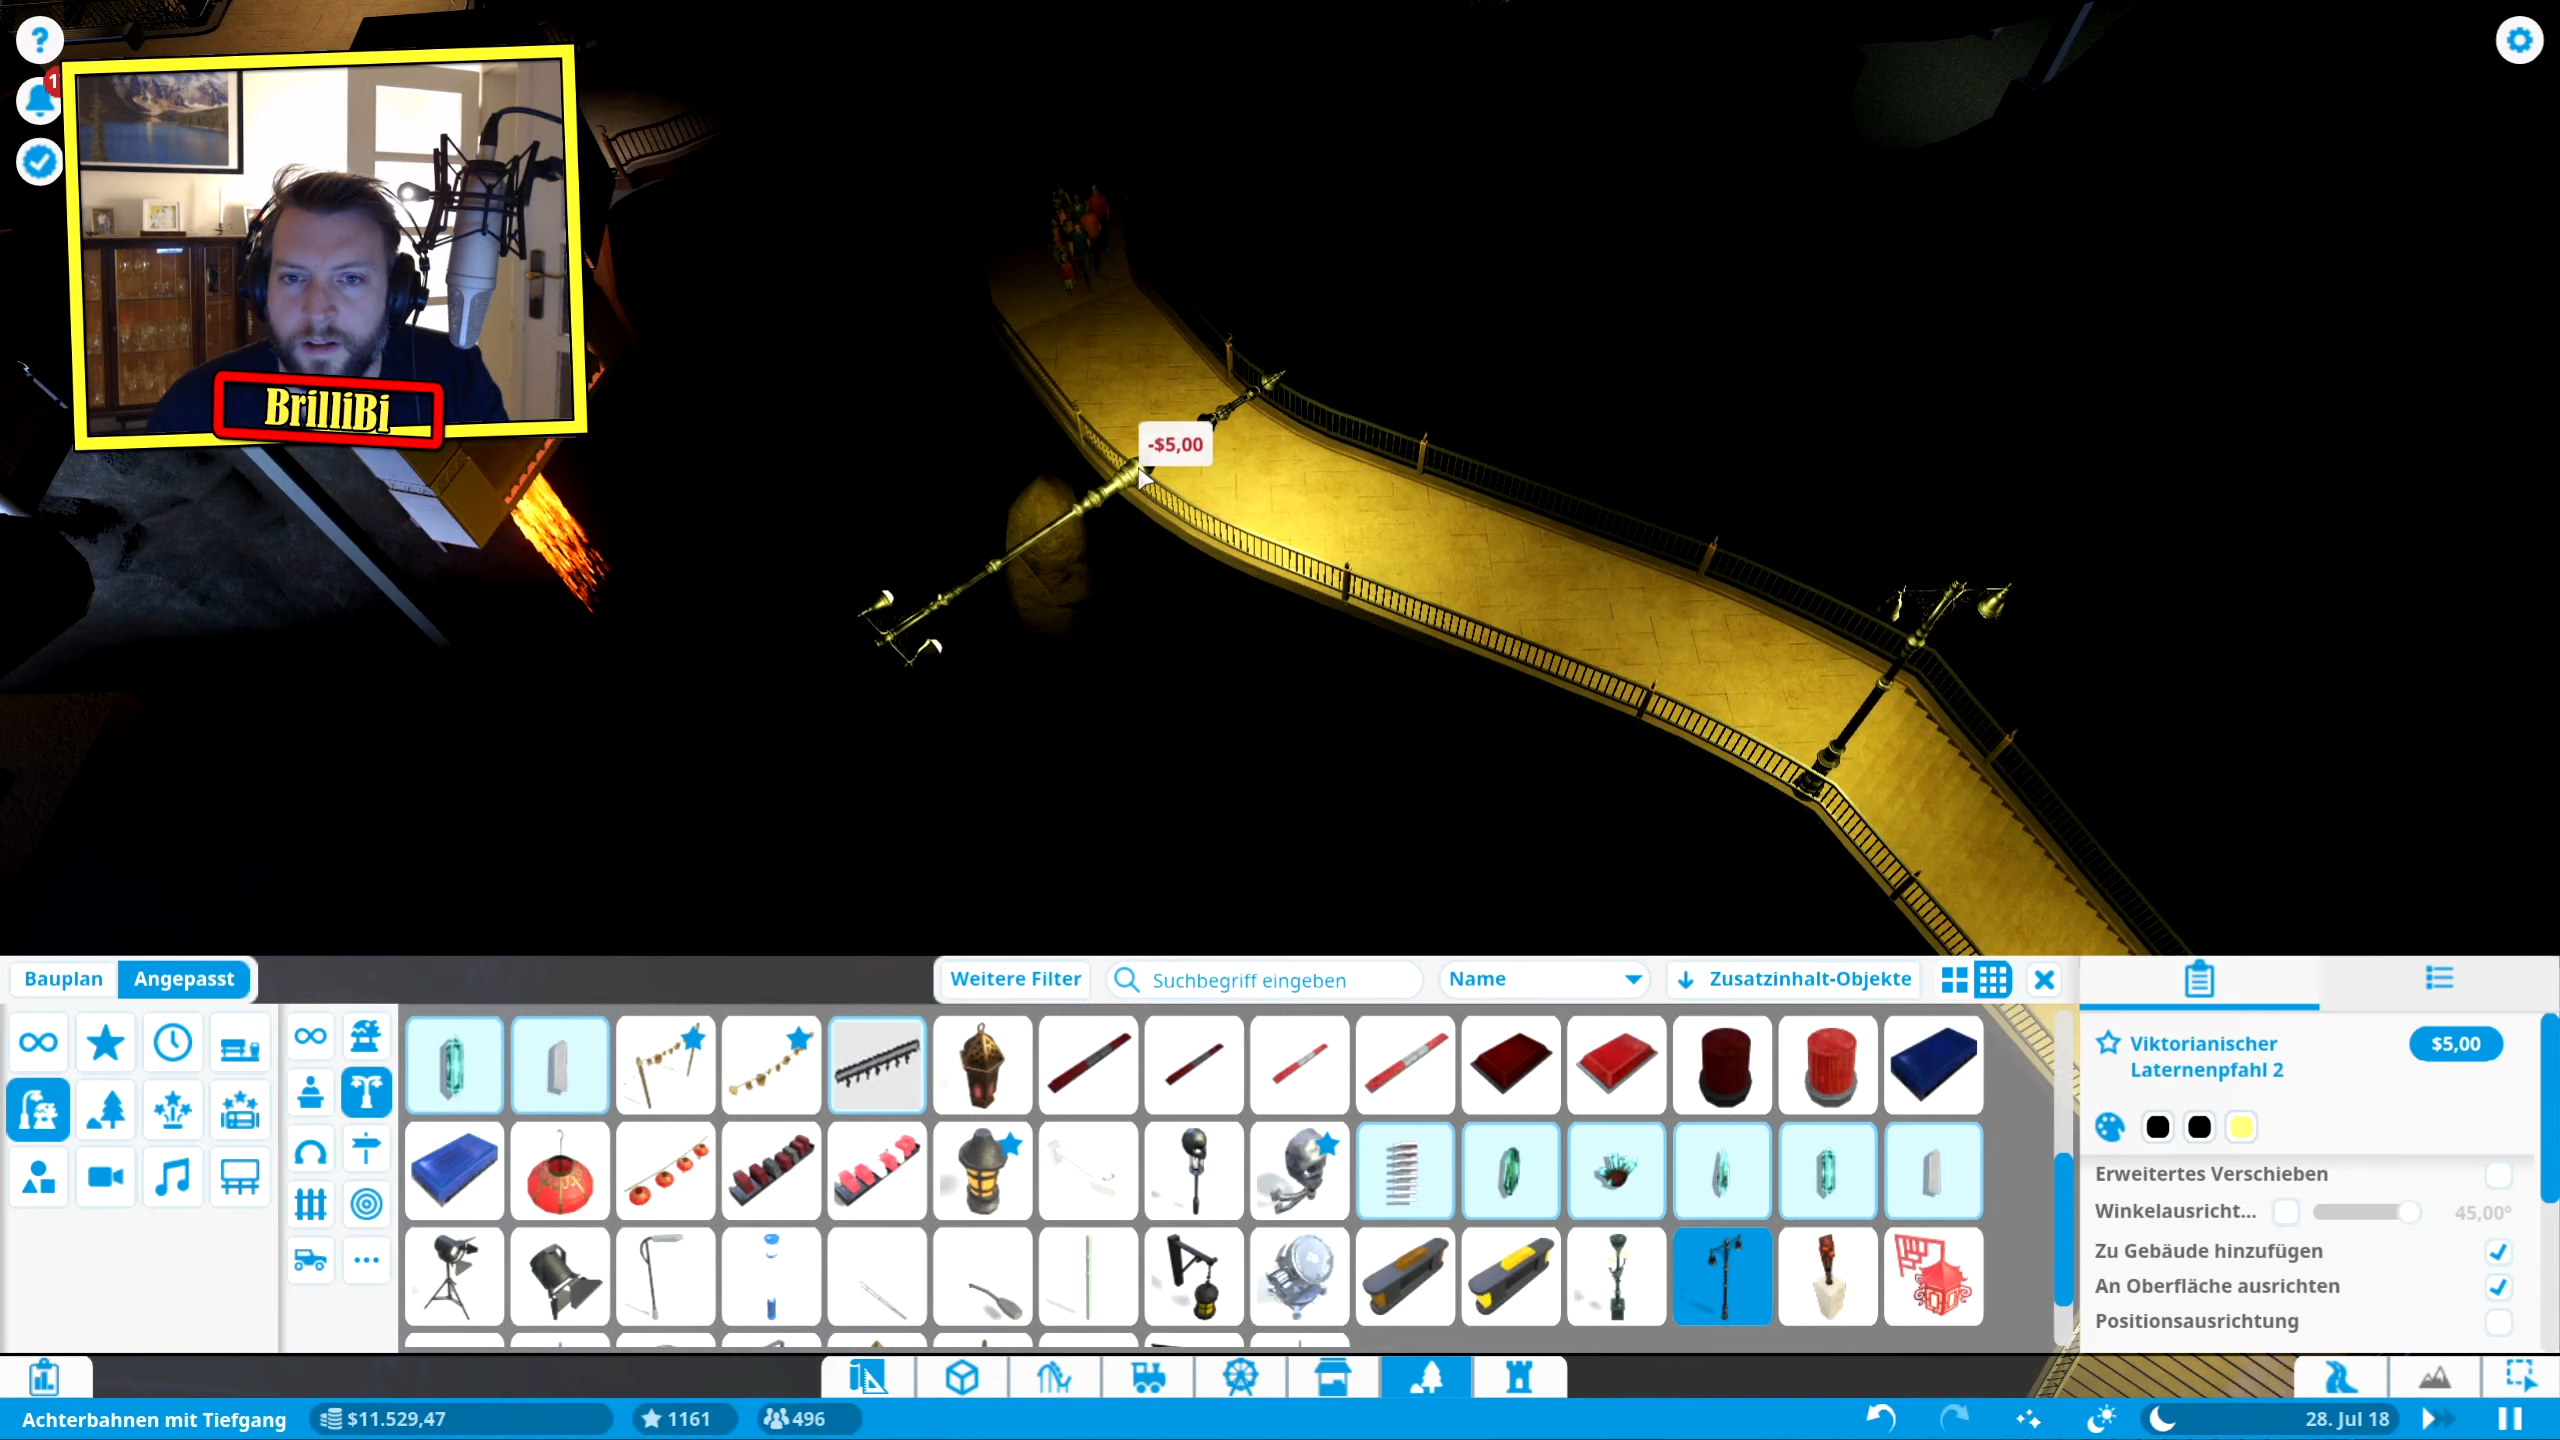 ?
1
BrilliBi
-$5,00
Bauplan
Angepasst
Weitere Filter
Suchbegriff eingeben
Name
Zusatzinhalt-Objekte
Viktorianischer
Laternenpfahl 2
$5,00
Erweitertes Verschieben
Winkelausricht...
45,00°
Zu Gebäude hinzufügen
An Oberfläche ausrichten
Positionsausrichtung
Achterbahnen mit Tiefgang
$11.529,47
1161
496
28. Jul 18